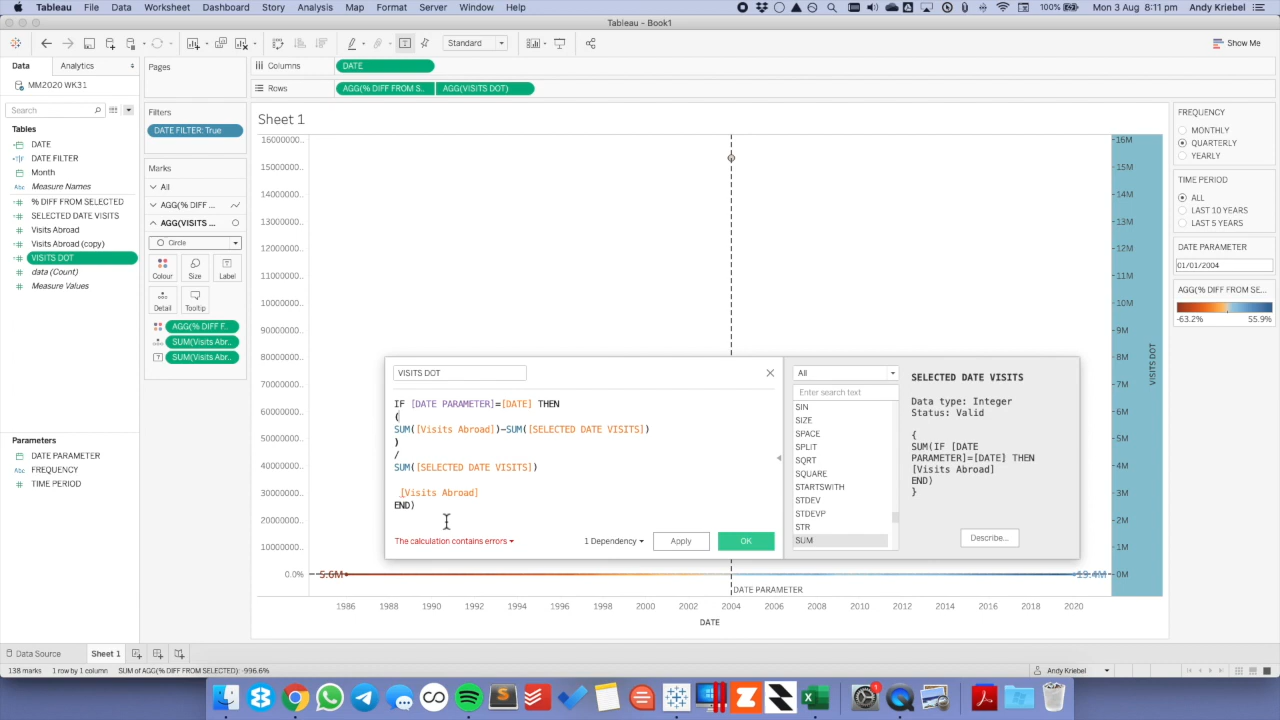 Tableau File Data Worksheet Dashboard Story Analysis Map Format Server Window Help 100% Mon 3 Aug 8:11 pm Andy Kriebel
Tableau - Book1
Standard Show Me
Data Analytics
MM2020 WK31
Search
Tables
DATE
DATE FILTER
Month
Abc Measure Names
% DIFF FROM SELECTED
SELECTED DATE VISITS
Visits Abroad
Visits Abroad (copy)
VISITS DOT
data (Count)
Measure Values
Parameters
DATE PARAMETER
Abc FREQUENCY
TIME PERIOD
Pages
Filters
DATE FILTER: True
Marks
All
AGG(% DIFF ...
AGG(VISITS ...
Circle
Colour Size Label
Detail Tooltip
AGG(% DIFF F..
SUM(Visits Abr..
SUM(Visits Abr..
Columns DATE
Rows AGG(% DIFF FROM S.. AGG(VISITS DOT)
Sheet 1
16000000..
15000000..
14000000..
13000000..
12000000..
11000000..
10000000..
90000000..
80000000..
70000000..
60000000..
50000000..
40000000..
30000000..
20000000..
10000000..
0.0%
16M
15M
14M
13M
12M
11M
10M
9M
8M
7M
6M
5M
4M
3M
2M
1M
0M
VISITS DOT
5.6M
19.4M
DATE PARAMETER
1986 1988 1990 1992 1994 1996 1998 2000 2002 2004 2006 2008 2010 2012 2014 2016 2018 2020
DATE
VISITS DOT
IF [DATE PARAMETER]=[DATE] THEN
(
SUM([Visits Abroad])-SUM([SELECTED DATE VISITS])
)
/
SUM([SELECTED DATE VISITS])
[Visits Abroad]
END)
The calculation contains errors
1 Dependency
Apply
OK
All
Enter search text
SIN
SIZE
SPACE
SPLIT
SQRT
SQUARE
STARTSWITH
STDEV
STDEVP
STR
SUM
SELECTED DATE VISITS
Data type: Integer
Status: Valid
{
SUM(IF [DATE
PARAMETER]=[DATE] THEN
[Visits Abroad]
END)
}
Describe...
FREQUENCY
MONTHLY
QUARTERLY
YEARLY
TIME PERIOD
ALL
LAST 10 YEARS
LAST 5 YEARS
DATE PARAMETER
01/01/2004
AGG(% DIFF FROM SE...
-63.2% 55.9%
Data Source Sheet 1
138 marks 1 row by 1 column SUM of AGG(% DIFF FROM SELECTED): -996.6% Andy Kriebel
1